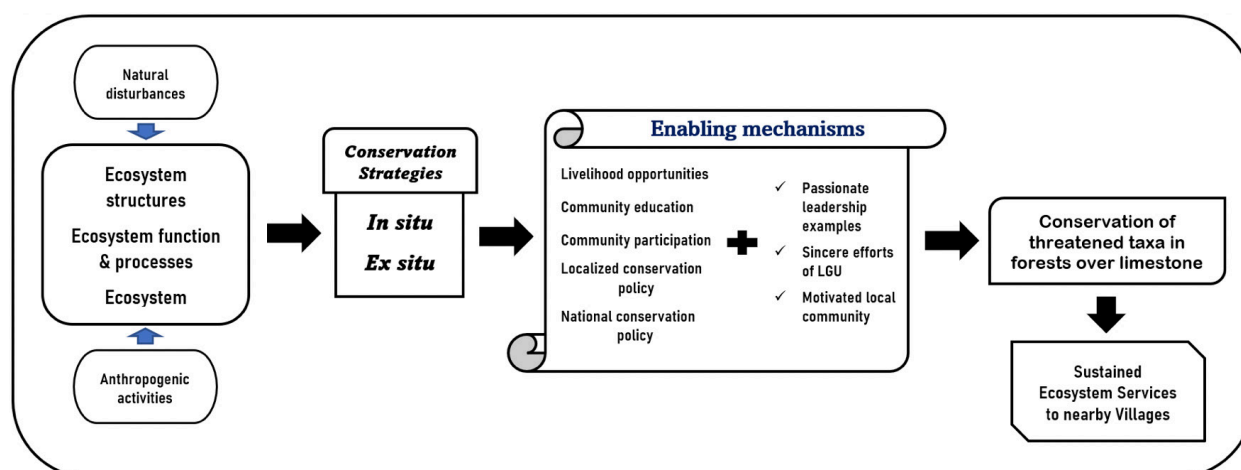 Natural
disturbances
Ecosystem
structures
Ecosystem function
& processes
Ecosystem
Anthropogenic
activities
Conservation
Strategies
In situ
Ex situ
Enabling mechanisms
Livelihood opportunities
Community education
Community participation
Localized conservation
policy
National conservation
policy
✓ Passionate
leadership
examples
✓ Sincere efforts
of LGU
✓ Motivated local
community
Conservation of
threatened taxa in
forests over limestone
Sustained
Ecosystem Services
to nearby Villages